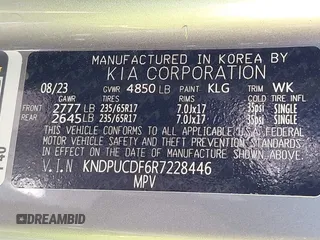 MANUFACTURED IN KOREA BY
KIA CORPORATION
08/23 GVWR 4850 LB PAINT KLG TRIM WK
GAWR TIRES RIMS
FRONT 2777 LB 235/65R17 7.0Jx17 35psi SINGLE
REAR 2645 LB 235/65R17 7.0Jx17 35psi SINGLE
THIS VEHICLE CONFORMS TO ALL APPLICABLE U.S.A. FEDERAL
MOTOR VEHICLE SAFETY AND THEFT PREVENTION STANDARDS
IN EFFECT ON THE DATE OF MANUFACTURE SHOWN ABOVE.
V.I.N KNDPUCDF6R7228446
MPV
DREAMBID